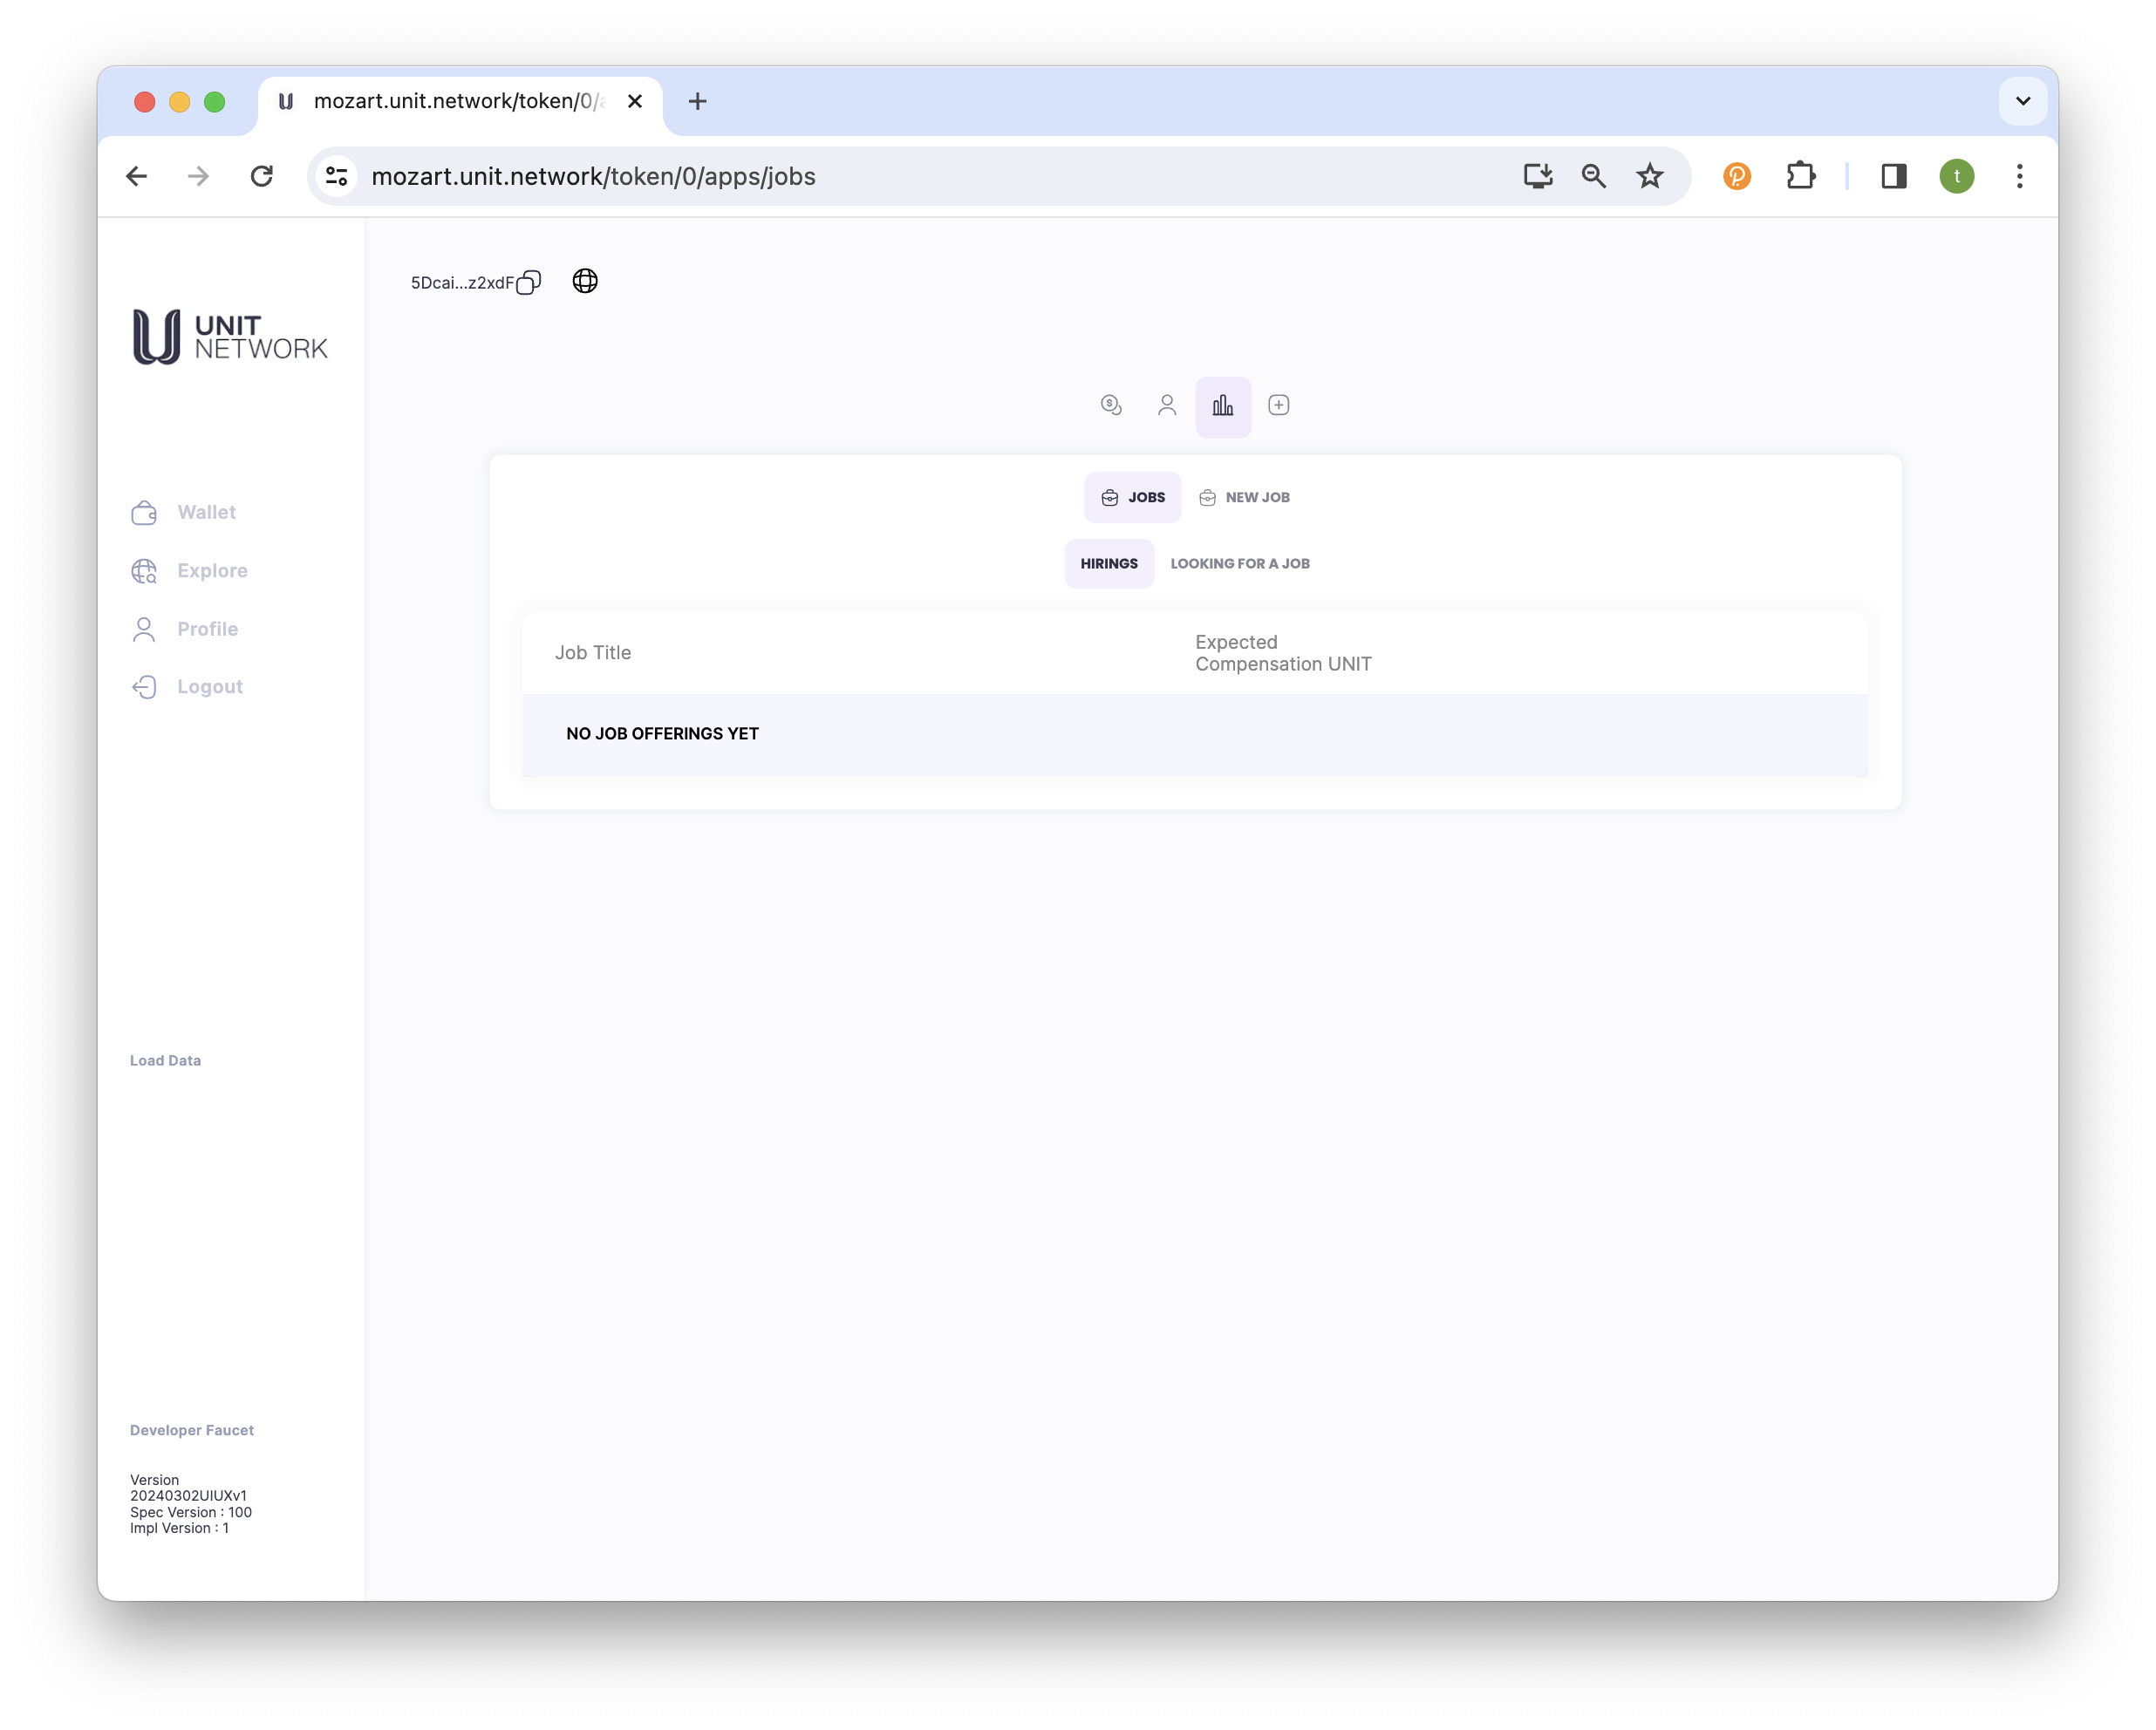 mozart.unit.network/token/0/a
mozart.unit.network/token/0/apps/jobs
t
5Dcai...z2xdF
UNIT
NETWORK
Wallet
Explore
Profile
Logout
JOBS NEW JOB
HIRINGS LOOKING FOR A JOB
Job Title
Expected
Compensation UNIT
NO JOB OFFERINGS YET
Load Data
Developer Faucet
Version
20240302UIUXv1
Spec Version : 100
Impl Version : 1